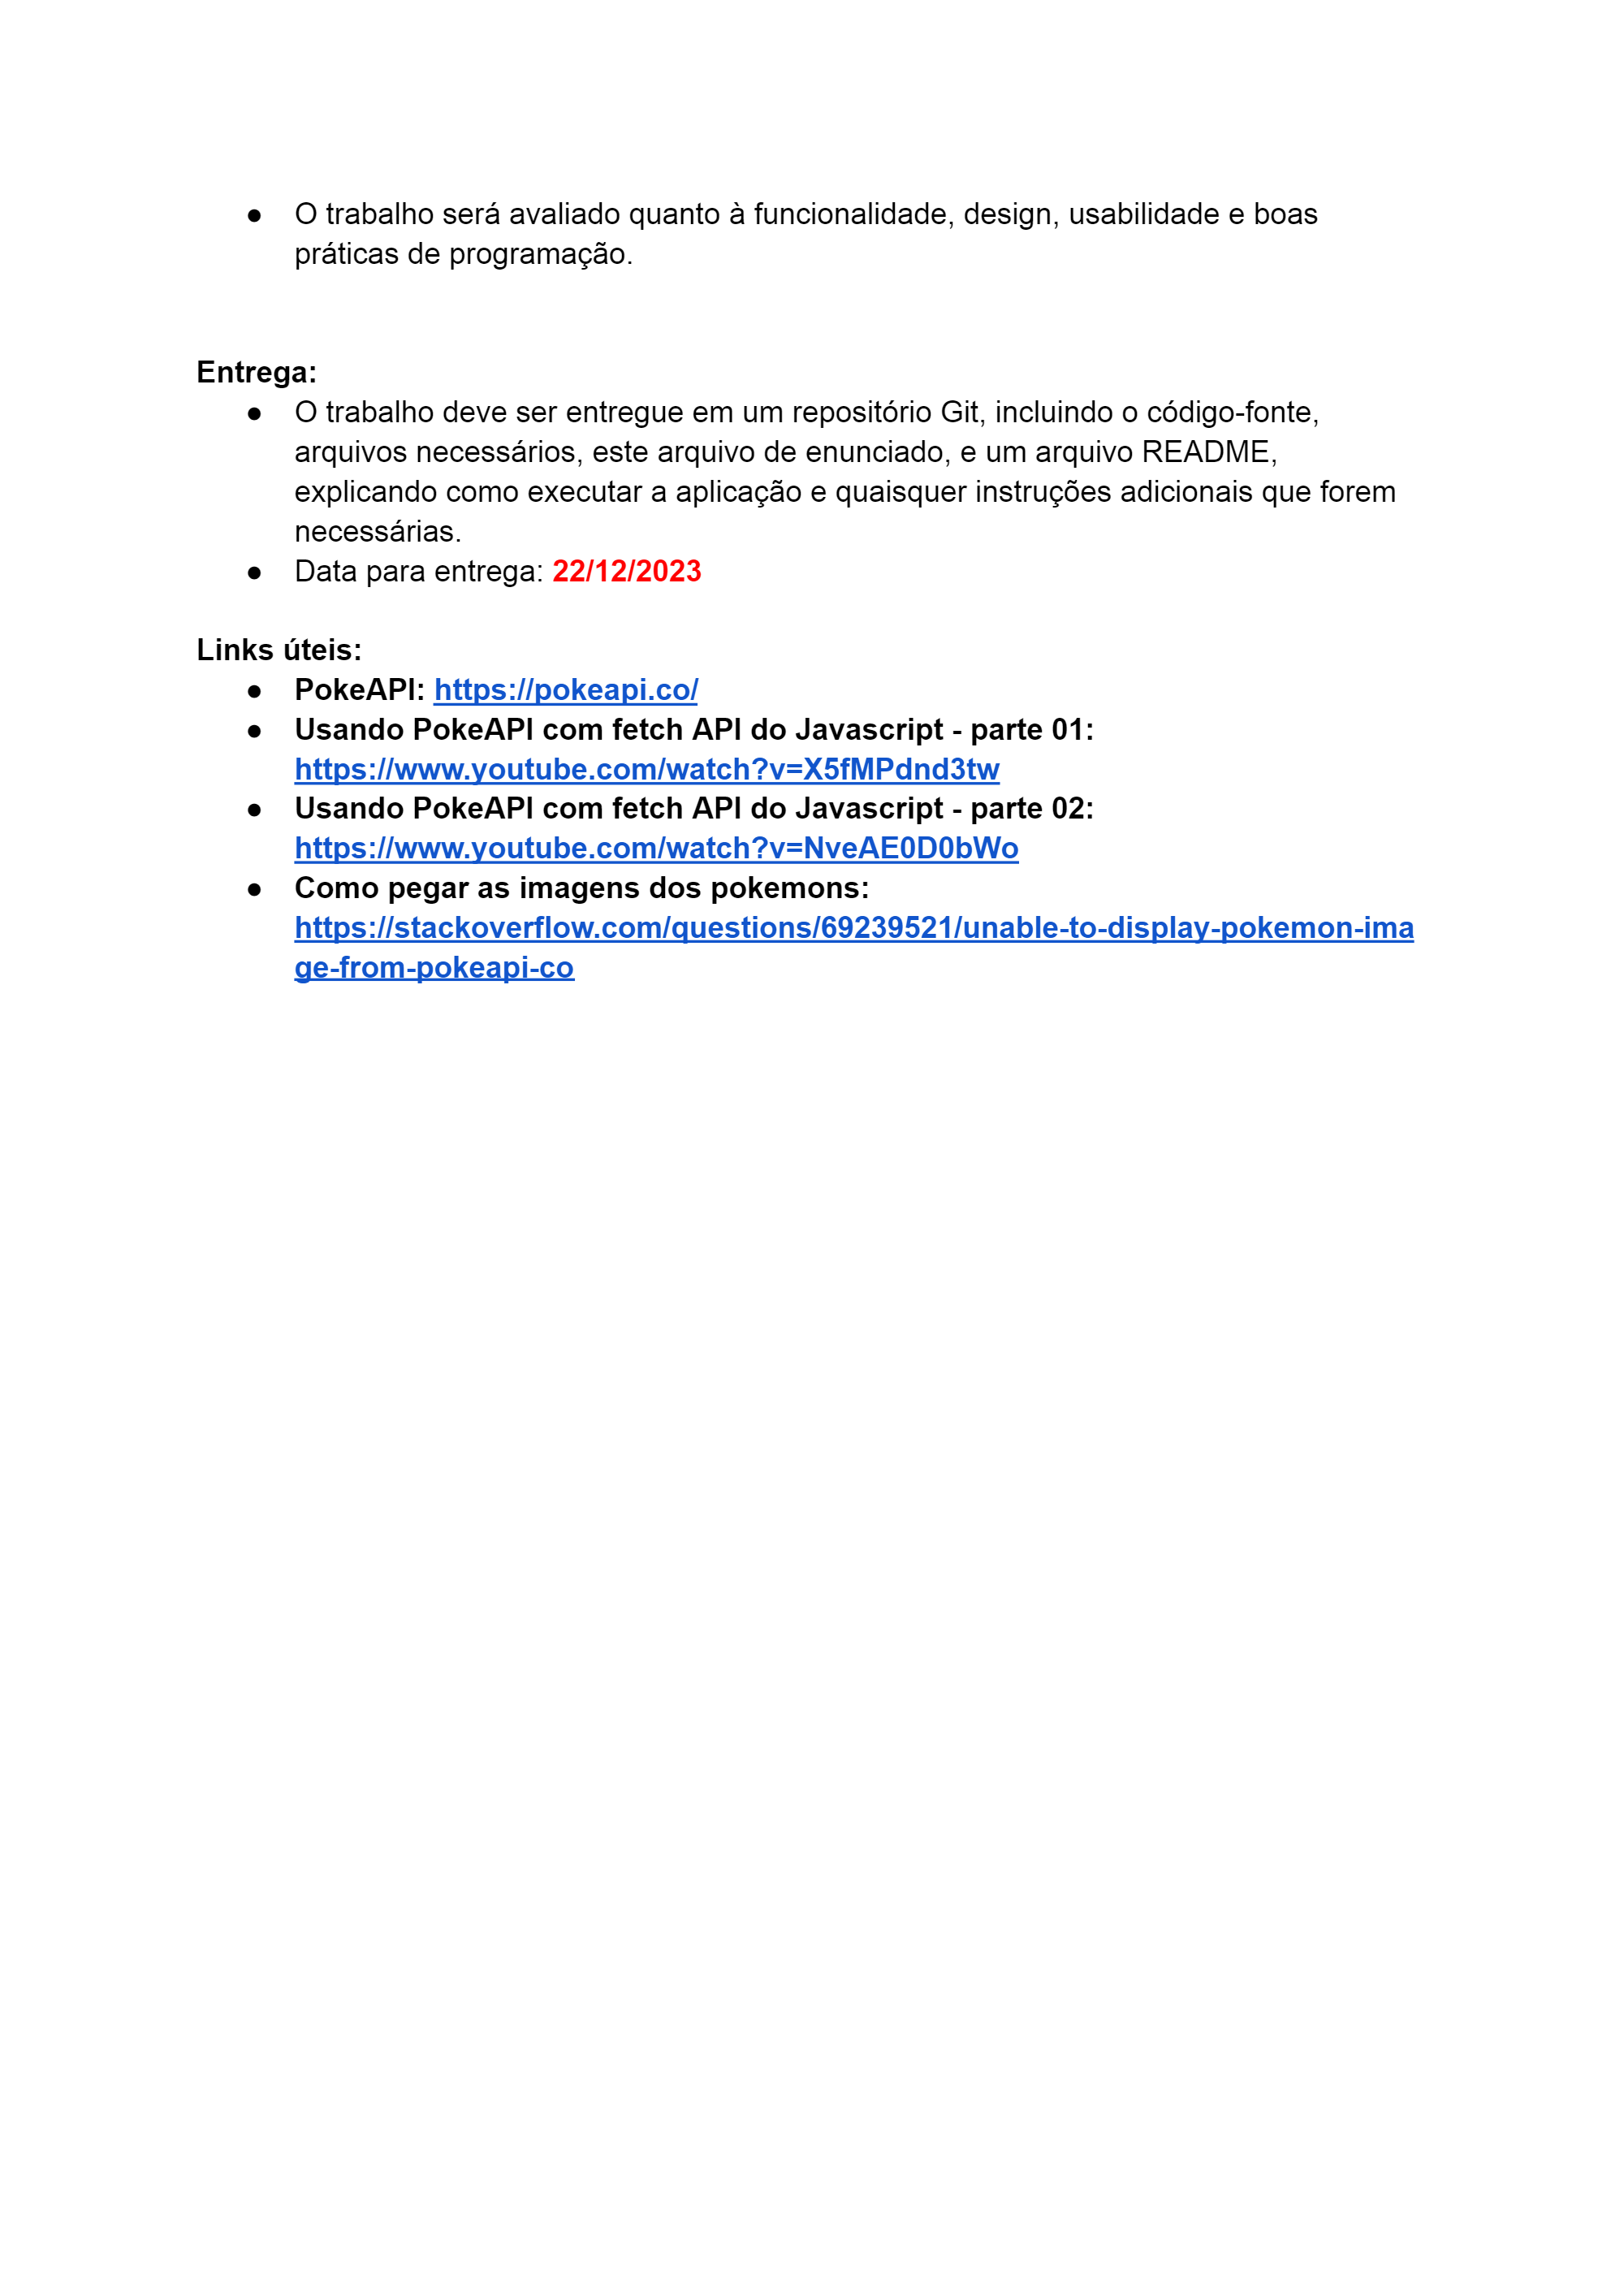 ● O trabalho será avaliado quanto à funcionalidade, design, usabilidade e boas
práticas de programação.
Entrega:
● O trabalho deve ser entregue em um repositório Git, incluindo o código-fonte,
arquivos necessários, este arquivo de enunciado, e um arquivo README,
explicando como executar a aplicação e quaisquer instruções adicionais que forem
necessárias.
● Data para entrega: 22/12/2023
Links úteis:
● PokeAPI: https://pokeapi.co/
● Usando PokeAPI com fetch API do Javascript - parte 01:
https://www.youtube.com/watch?v=X5fMPdnd3tw
● Usando PokeAPI com fetch API do Javascript - parte 02:
https://www.youtube.com/watch?v=NveAE0D0bWo
● Como pegar as imagens dos pokemons:
https://stackoverflow.com/questions/69239521/unable-to-display-pokemon-ima
ge-from-pokeapi-co